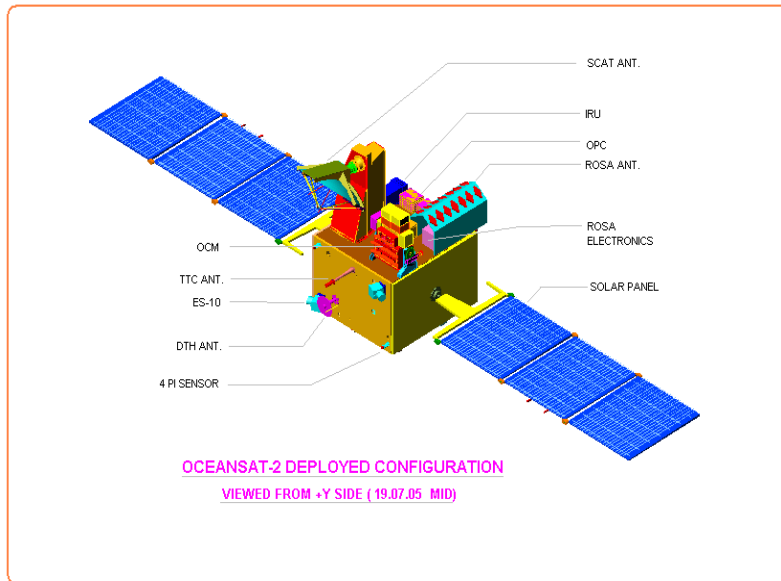 SCAT ANT.
IRU
OPC
ROSA ANT.
OCM
ROSA
ELECTRONICS
TTC ANT.
SOLAR PANEL
ES-10
DTH ANT.
4 PI SENSOR
OCEANSAT-2 DEPLOYED CONFIGURATION
VIEWED FROM +Y SIDE ( 19.07.05 MID)